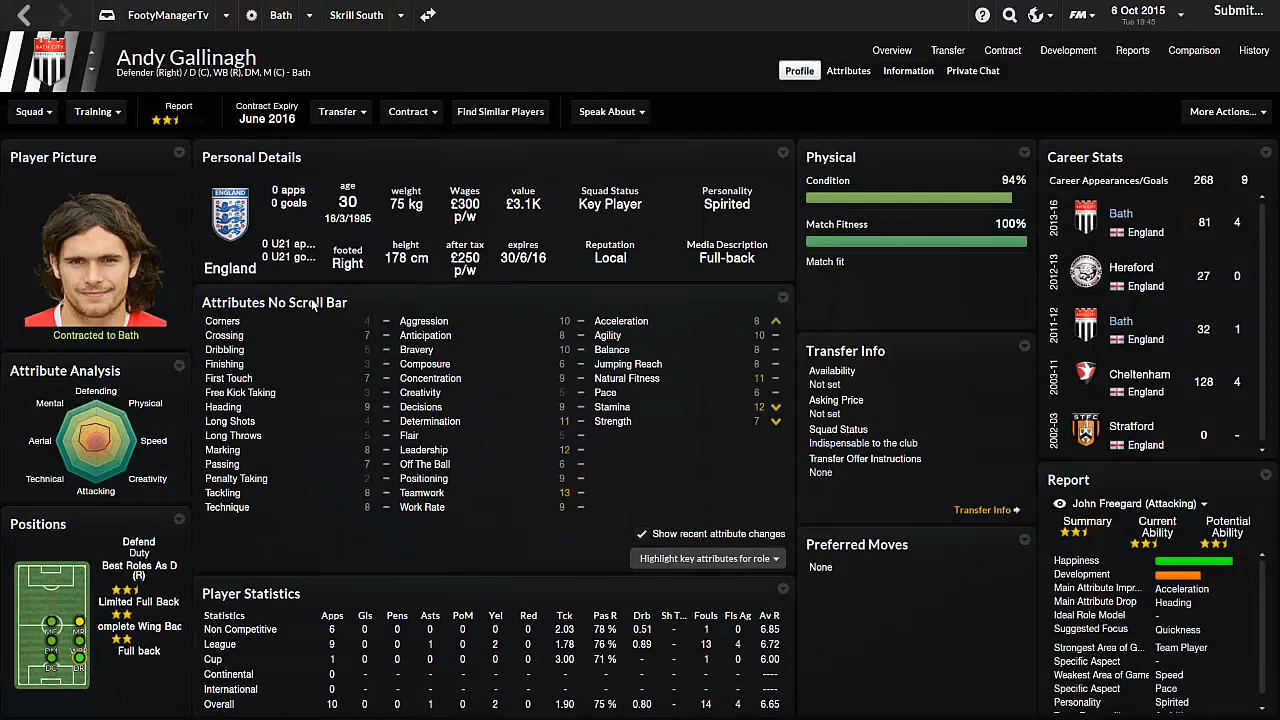 FootyManagerTv Bath Skrill South FM 6 Oct 2015 Submit...
Tue 19:45
BATH CITY
Andy Gallinagh
Defender (Right) / D (C), WB (R), DM, M (C) - Bath
Overview Transfer Contract Development Reports Comparison History
Profile Attributes Information Private Chat
Squad Training Report Contract Expiry June 2016 Transfer Contract Find Similar Players Speak About More Actions...
Player Picture
Contracted to Bath
Attribute Analysis
Defending
Mental Physical
Aerial Speed
Technical Creativity
Attacking
Positions
Defend
Duty
Best Roles As D
(R)
Limited Full Back
omplete Wing Bac
Full back
DC DR
Personal Details
ENGLAND
England
0 apps
0 goals
0 U21 ap...
0 U21 go...
age
30
16/3/1985
footed
Right
weight
75 kg
height
178 cm
Wages
£300
p/w
after tax
£250
p/w
value
£3.1K
expires
30/6/16
Squad Status
Key Player
Reputation
Local
Personality
Spirited
Media Description
Full-back
Attributes No Scroll Bar
Corners 4 - Aggression 10 - Acceleration 8
Crossing 7 - Anticipation 8 - Agility 10 -
Dribbling 5 - Bravery 10 - Balance 8 -
Finishing 3 - Composure 6 - Jumping Reach 8 -
First Touch 7 - Concentration 9 - Natural Fitness 11 -
Free Kick Taking 3 - Creativity 5 - Pace 6 -
Heading 9 - Decisions 9 - Stamina 12
Long Shots 4 - Determination 11 - Strength 7
Long Throws 5 - Flair 5 -
Marking 8 - Leadership 12 -
Passing 7 - Off The Ball 6 -
Penalty Taking 2 - Positioning 9 -
Tackling 8 - Teamwork 13 -
Technique 8 - Work Rate 9 -
Show recent attribute changes
Highlight key attributes for role
Player Statistics
Statistics Apps Gls Pens Asts PoM Yel Red Tck Pas R Drb Sh T... Fouls Fls Ag Av R
Non Competitive 6 0 0 0 0 0 0 2.03 78 % 0.51 - 1 0 6.85
League 9 0 0 1 0 2 0 1.78 76 % 0.89 - 13 4 6.72
Cup 1 0 0 0 0 0 0 3.00 71 % - - 1 0 6.00
Continental 0 - - - - - - - - - - - - ----
International 0 - - - - - - - - - - - - ----
Overall 10 0 0 1 0 2 0 1.90 75 % 0.80 - 14 4 6.65
Physical
Condition 94%
Match Fitness 100%
Match fit
Transfer Info
Availability
Not set
Asking Price
Not set
Squad Status
Indispensable to the club
Transfer Offer Instructions
None
Transfer Info
Preferred Moves
None
Career Stats
Career Appearances/Goals 268 9
2013-16 Bath England 81 4
2012-13 Hereford England 27 0
2011-12 Bath England 32 1
Cheltenham England 128 4
2002-03 STFC Stratford England 0 -
Report
John Freegard (Attacking)
Summary Current Ability Potential Ability
Happiness
Development
Main Attribute Impr... Acceleration
Main Attribute Drop Heading
Ideal Role Model -
Suggested Focus Quickness
Strongest Area of G... Team Player
Specific Aspect -
Weakest Area of Game Speed
Specific Aspect Pace
Personality Spirited